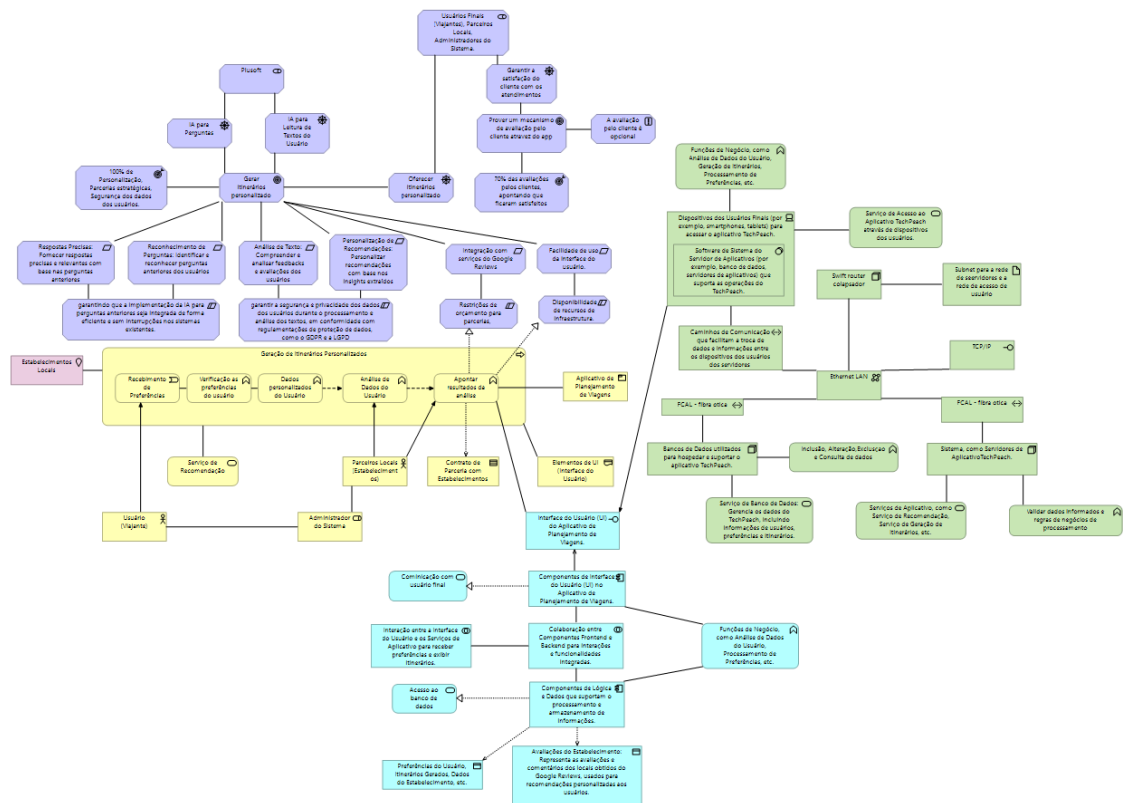 Usuários Finais
(Viajantes), Parceiros
Locais,
Administradores do
Sistema.
Plusoft
Garantir a
satisfação do
cliente com os
atendimentos
IA para
Perguntas
IA para
Leitura de
Textos do
Usuário
Prover um mecanismo
de avaliação pelo
cliente atravez do app
A avaliação
pelo cliente é
opcional
100% de
Personalização,
Parcerias estratégicas,
Segurança dos dados
dos usuários.
Gerar
itinerários
personalizado
Oferecer
itinerários
personalizado
70% das avaliações
pelos clientes,
apontando que
ficaram satisfeitos
Respostas Precisas:
Fornecer respostas
precisas e relevantes com
base nas perguntas
anteriores
Reconhecimento de
Perguntas: Identificar e
reconhecer perguntas
anteriores dos usuários
Análise de Texto:
Compreender e
analisar feedbacks
e avaliações dos
usuários
Personalização de
Recomendações:
Personalizar
recomendações
com base nos
insights extraídos
Integração com
serviços do Google
Reviews
Facilidade de uso
da interface do
usuário.
garantindo que a implementação da IA para
perguntas anteriores seja integrada de forma
eficiente e sem interrupções nos sistemas
existentes.
garantir a segurança e privacidade dos dados
dos usuários durante o processamento e
análise dos textos, em conformidade com
regulamentações de proteção de dados,
como o GDPR e a LGPD
Restrições de
orçamento para
parcerias,
Disponibilidade
de recursos de
infraestrutura.
Estabelecimentos
Locais
Geração de Itinerários Personalizados
Recebimento
de
Preferências
Verificação as
preferências
do usuário
Dados
personalizados do
Usuário
Análise de
Dados do
Usuário
Apontar
resultados da
análise
Aplicativo de
Planejamento
de Viagens
Serviço de
Recomendação
Parceiros Locais
(Estabeleciment
os)
Contrato de
Parceria com
Estabelecimentos
Elementos de UI
(Interface do
Usuário)
Usuário
(Viajante)
Administrador
do Sistema
Interface do Usuário (UI)
do Aplicativo de
Planejamento de
Viagens.
Cominicação com
usuário final
Componentes de Interface
do Usuário (UI) no
Aplicativo de
Planejamento de Viagens.
Interação entre a Interface
do Usuário e os Serviços de
Aplicativo para receber
preferências e exibir
itinerários.
Colaboração entre
Componentes Frontend e
Backend para interações
e funcionalidades
integradas.
Funções de Negócio,
como Análise de Dados
do Usuário,
Processamento de
Preferências, etc.
Acesso ao
banco de
dados
Componentes de Lógica
e Dados que suportam o
processamento e
armazenamento de
informações.
Preferências do Usuário,
Itinerários Gerados, Dados
do Estabelecimento, etc.
Avaliações do Estabelecimento:
Representa as avaliações e
comentários dos locais obtidos do
Google Reviews, usados para
recomendações personalizadas aos
usuários.
Funções de Negócio, como
Análise de Dados do Usuário,
Geração de Itinerários,
Processamento de
Preferências, etc.
Dispositivos dos Usuários Finais (por
exemplo, smartphones, tablets) para
acessar o aplicativo TechPeach.
Software de Sistema do
Servidor de Aplicativos (por
exemplo, banco de dados,
servidores de aplicativos) que
suporta as operações do
TechPeach.
Serviço de Acesso ao
Aplicativo TechPeach
através de dispositivos
dos usuários.
Swift router
colapsador
Subnet para a rede
de seervidores e a
rede de acesso de
usuário
Caminhos de Comunicação
que facilitam a troca de
dados e informações entre
os dispositivos dos usuários
dos servidores
TCP/IP
Ethernet LAN
FCAL - fibra otica
FCAL - fibra otica
Bancos de Dados utilizados
para hospedar e suportar o
aplicativo TechPeach.
Inclusão, Alteração,Exclusçao
e Consulta de dados
Sistema, como Servidores de
AplicativoTechPeach.
Serviço de Banco de Dados:
Gerencia os dados do
TechPeach, incluindo
informações de usuários,
preferências e itinerários.
Serviços de Aplicativo, como
Serviço de Recomendação,
Serviço de Geração de
Itinerários, etc.
Validar dados informados e
regras de negócios de
processamento